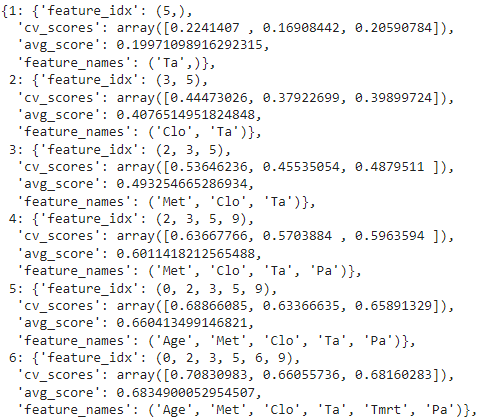 {1: {'feature_idx': (5,),
'cv_scores': array([0.2241407 , 0.16908442, 0.20590784]),
'avg_score': 0.19971098916292315,
'feature_names': ('Ta',)},
2: {'feature_idx': (3, 5),
'cv_scores': array([0.44473026, 0.37922699, 0.39899724]),
'avg_score': 0.4076514951824848,
'feature_names': ('Clo', 'Ta')},
3: {'feature_idx': (2, 3, 5),
'cv_scores': array([0.53646236, 0.45535054, 0.4879511 ]),
'avg_score': 0.493254665286934,
'feature_names': ('Met', 'Clo', 'Ta')},
4: {'feature_idx': (2, 3, 5, 9),
'cv_scores': array([0.63667766, 0.5703884 , 0.5963594 ]),
'avg_score': 0.6011418212565488,
'feature_names': ('Met', 'Clo', 'Ta', 'Pa')},
5: {'feature_idx': (0, 2, 3, 5, 9),
'cv_scores': array([0.68866085, 0.63366635, 0.65891329]),
'avg_score': 0.660413499146821,
'feature_names': ('Age', 'Met', 'Clo', 'Ta', 'Pa')},
6: {'feature_idx': (0, 2, 3, 5, 6, 9),
'cv_scores': array([0.70830983, 0.66055736, 0.68160283]),
'avg_score': 0.6834900052954507,
'feature_names': ('Age', 'Met', 'Clo', 'Ta', 'Tmrt', 'Pa')},